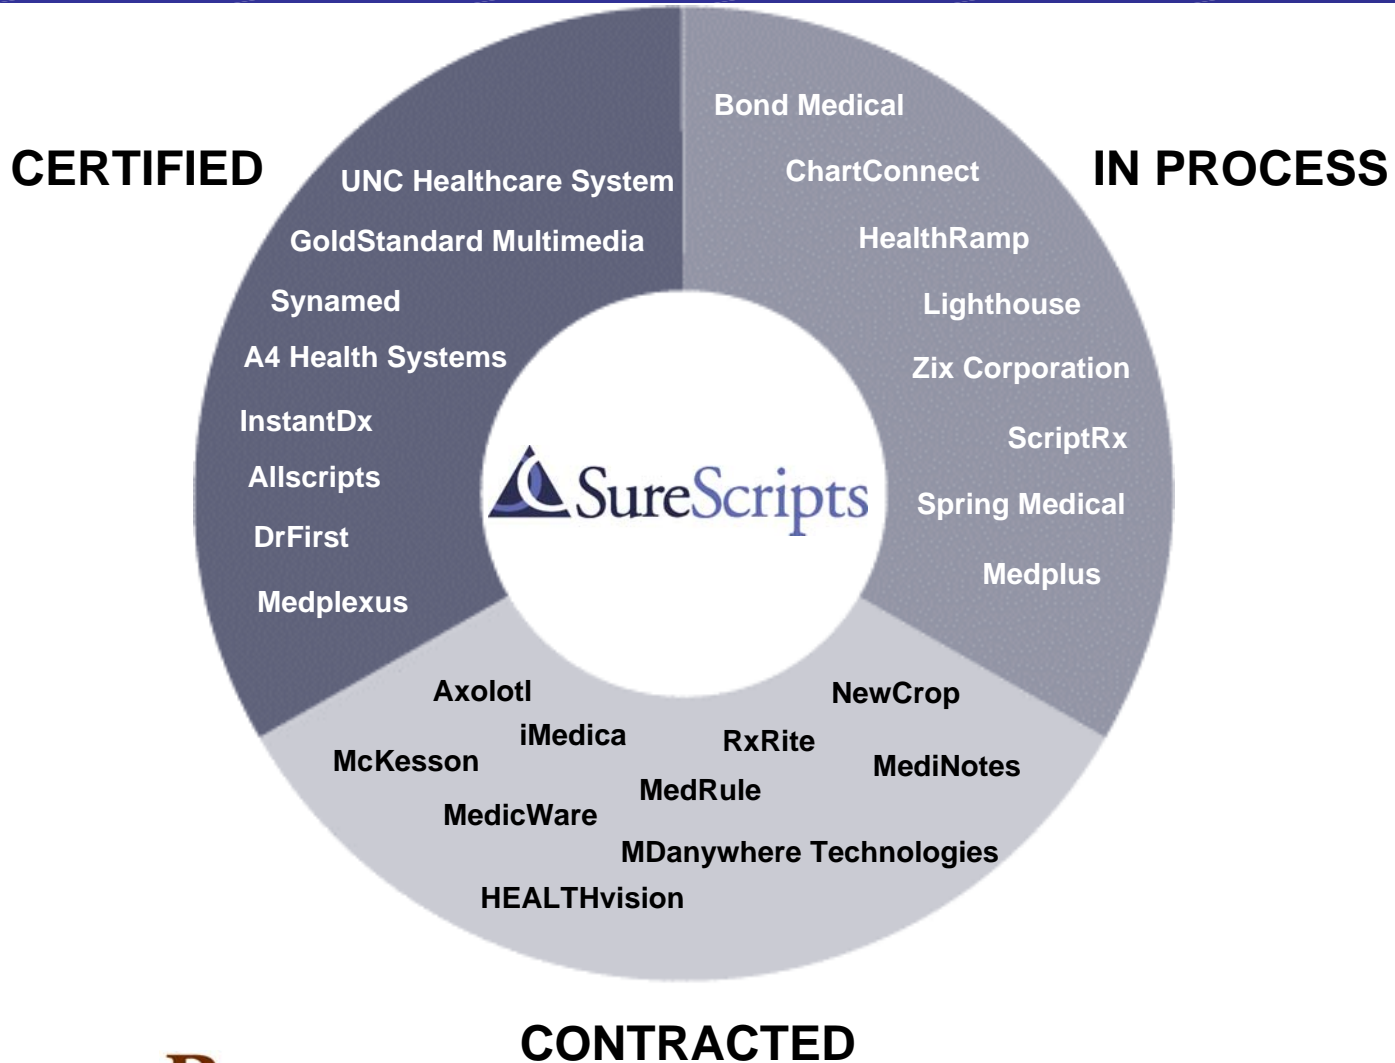 CERTIFIED
UNC Healthcare System
GoldStandard Multimedia
Synamed
A4 Health Systems
InstantDx
Allscripts
DrFirst
Medplexus
IN PROCESS
Bond Medical
ChartConnect
HealthRamp
Lighthouse
Zix Corporation
ScriptRx
Spring Medical
Medplus
SureScripts
Axolotl
NewCrop
iMedica
RxRite
McKesson
MediNotes
MedRule
MedicWare
MDanywhere Technologies
HEALTHvision
CONTRACTED